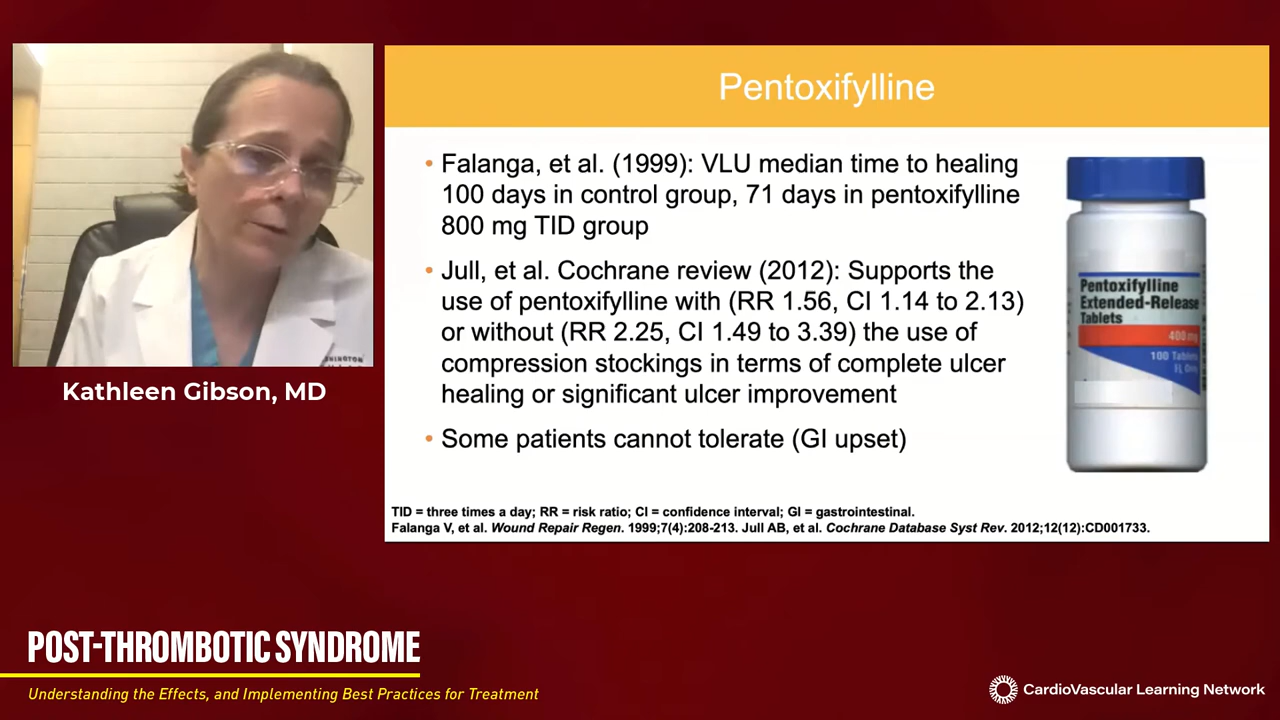 Pentoxifylline
• Falanga, et al. (1999): VLU median time to healing
100 days in control group, 71 days in pentoxifylline
800 mg TID group
• Jull, et al. Cochrane review (2012): Supports the
use of pentoxifylline with (RR 1.56, CI 1.14 to 2.13)
or without (RR 2.25, CI 1.49 to 3.39) the use of
compression stockings in terms of complete ulcer
healing or significant ulcer improvement
• Some patients cannot tolerate (GI upset)
Pentoxifylline
Extended-Release
Tablets
400 mg
100 Tablets
TID = three times a day; RR = risk ratio; CI = confidence interval; GI = gastrointestinal.
Falanga V, et al. Wound Repair Regen. 1999;7(4):208-213. Jull AB, et al. Cochrane Database Syst Rev. 2012;12(12):CD001733.
Kathleen Gibson, MD
POST-THROMBOTIC SYNDROME
Understanding the Effects, and Implementing Best Practices for Treatment
CardioVascular Learning Network